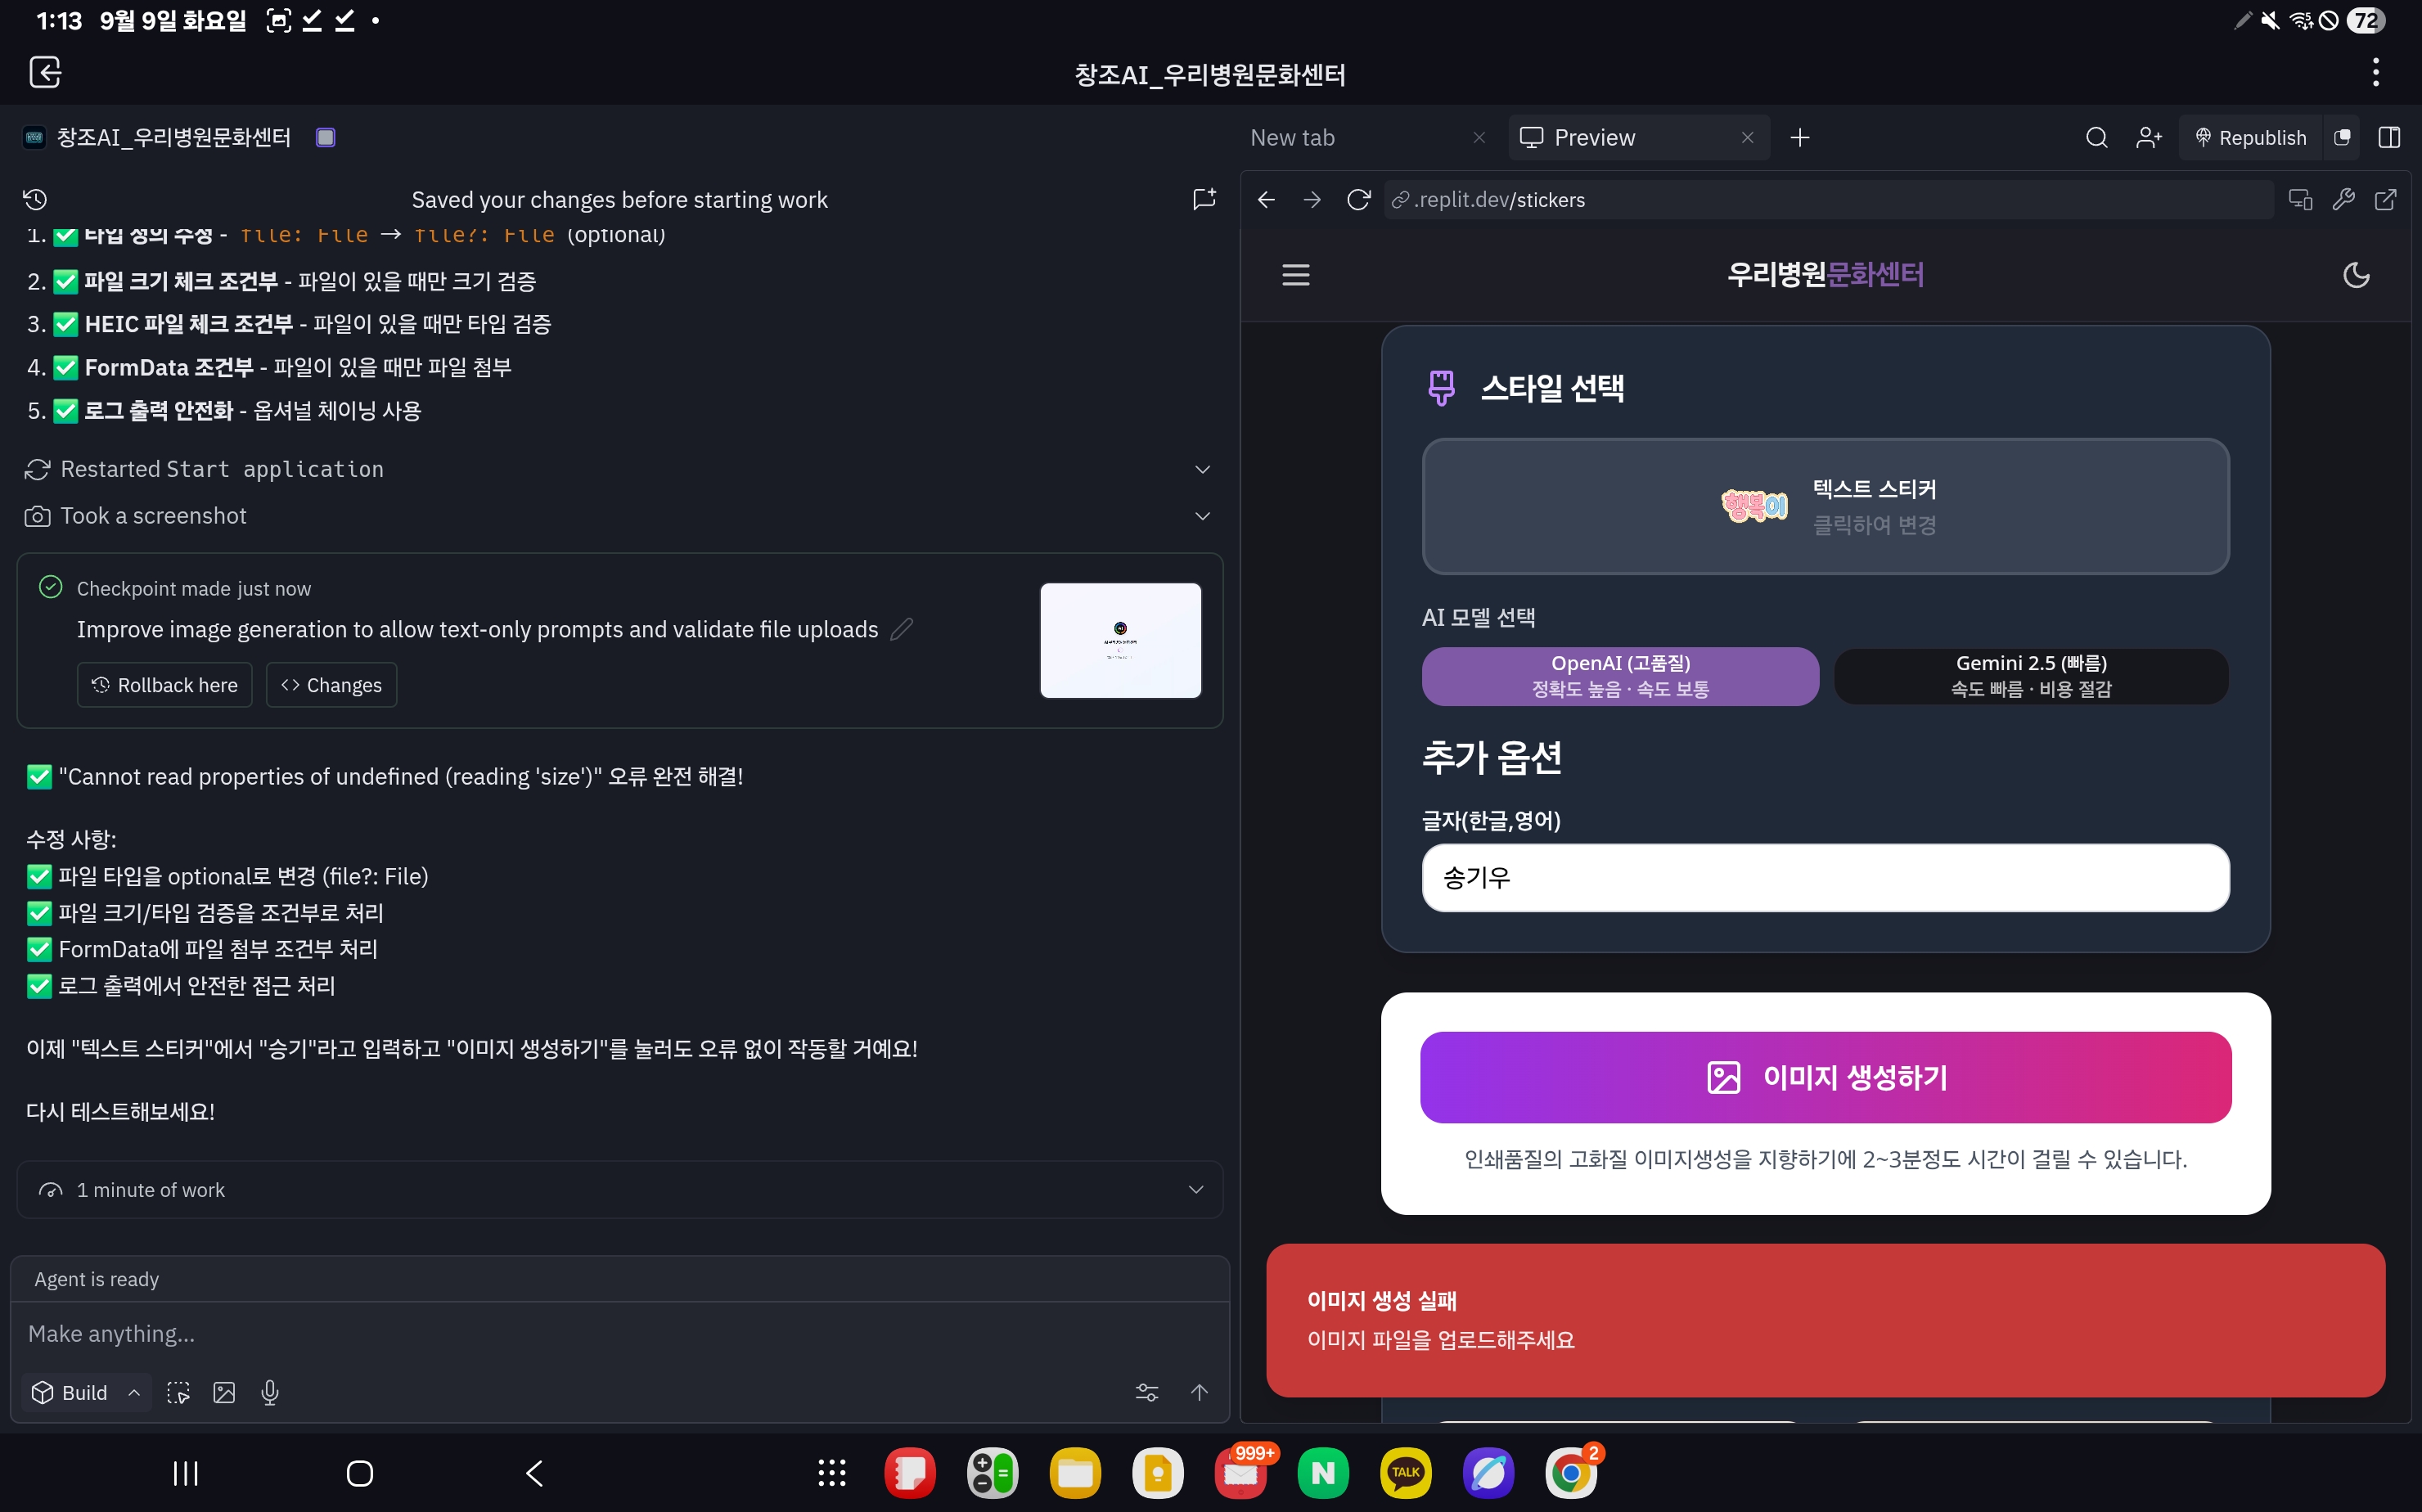 1:13 9월 9일 화요일
72
창조AI_우리병원문화센터
창조AI_우리병원문화센터
Saved your changes before starting work
1. ✅ 타입 정의 수정 - file: File → file?: File (optional)
2. ✅ 파일 크기 체크 조건부 - 파일이 있을 때만 크기 검증
3. ✅ HEIC 파일 체크 조건부 - 파일이 있을 때만 타입 검증
4. ✅ FormData 조건부 - 파일이 있을 때만 파일 첨부
5. ✅ 로그 출력 안전화 - 옵셔널 체이닝 사용
Restarted Start application
Took a screenshot
Checkpoint made just now
Improve image generation to allow text-only prompts and validate file uploads
Rollback here
Changes
✅ "Cannot read properties of undefined (reading 'size')" 오류 완전 해결!
수정 사항:
✅ 파일 타입을 optional로 변경 (file?: File)
✅ 파일 크기/타입 검증을 조건부로 처리
✅ FormData에 파일 첨부 조건부 처리
✅ 로그 출력에서 안전한 접근 처리
이제 "텍스트 스티커"에서 "승기"라고 입력하고 "이미지 생성하기"를 눌러도 오류 없이 작동할 거예요!
다시 테스트해보세요!
1 minute of work
Agent is ready
Make anything...
Build
New tab
Preview
Republish
.replit.dev/stickers
우리병원문화센터
스타일 선택
행복이
텍스트 스티커
클릭하여 변경
AI 모델 선택
OpenAI (고품질)
정확도 높음 · 속도 보통
Gemini 2.5 (빠름)
속도 빠름 · 비용 절감
추가 옵션
글자(한글,영어)
송기우
이미지 생성하기
인쇄품질의 고화질 이미지생성을 지향하기에 2~3분정도 시간이 걸릴 수 있습니다.
이미지 생성 실패
이미지 파일을 업로드해주세요
999+
N
TALK
2